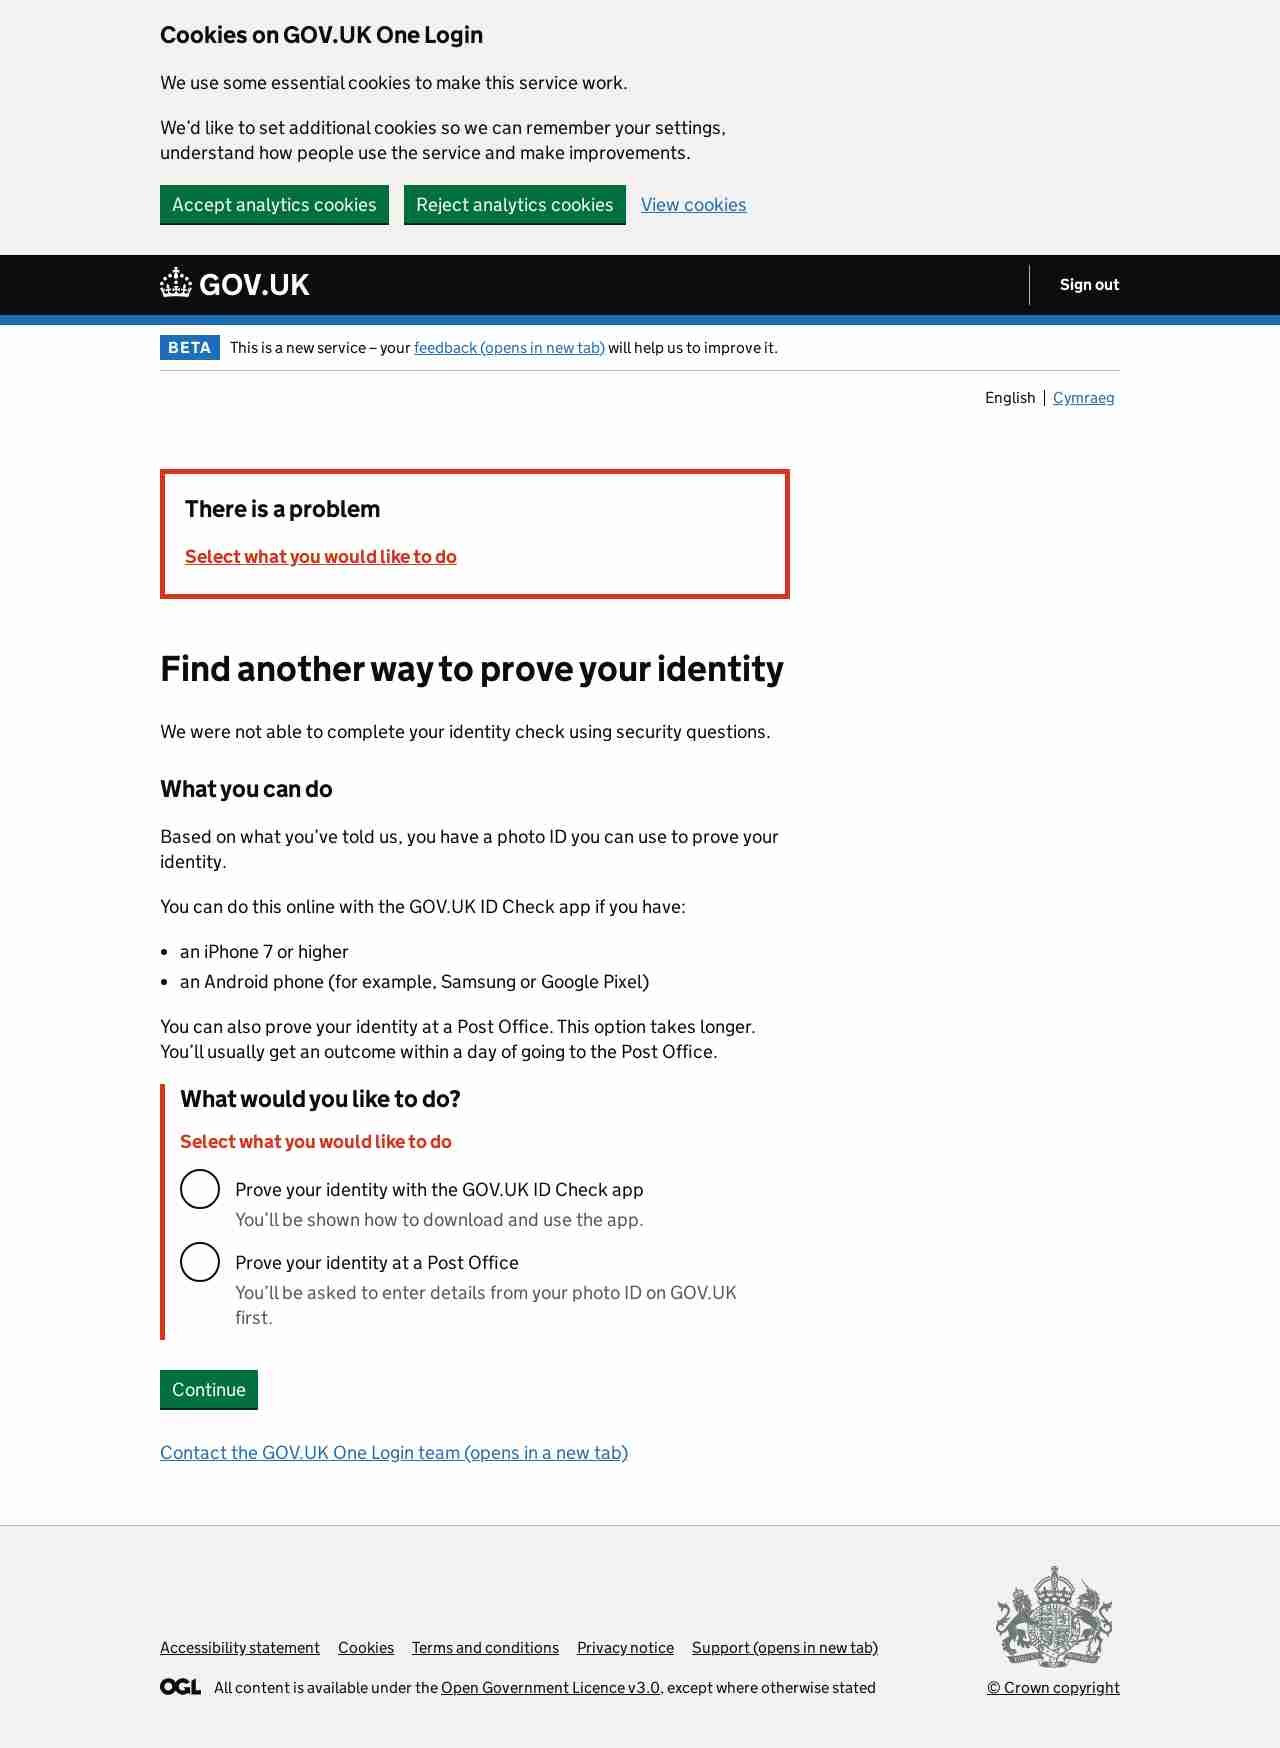 Cookies on GOV.UK One Login
We use some essential cookies to make this service work.
We’d like to set additional cookies so we can remember your settings,
understand how people use the service and make improvements.
Accept analytics cookies Reject analytics cookies View cookies
GOV.UK Sign out
BETA This is a new service – your feedback (opens in new tab) will help us to improve it.
English Cymraeg
There is a problem
Select what you would like to do
Find another way to prove your identity
We were not able to complete your identity check using security questions.
What you can do
Based on what you’ve told us, you have a photo ID you can use to prove your
identity.
You can do this online with the GOV.UK ID Check app if you have:
• an iPhone 7 or higher
• an Android phone (for example, Samsung or Google Pixel)
You can also prove your identity at a Post Office. This option takes longer.
You’ll usually get an outcome within a day of going to the Post Office.
What would you like to do?
Select what you would like to do
Prove your identity with the GOV.UK ID Check app
You’ll be shown how to download and use the app.
Prove your identity at a Post Office
You’ll be asked to enter details from your photo ID on GOV.UK
first.
Continue
Contact the GOV.UK One Login team (opens in a new tab)
Accessibility statement Cookies Terms and conditions Privacy notice Support (opens in new tab)
OGL All content is available under the Open Government Licence v3.0, except where otherwise stated
© Crown copyright